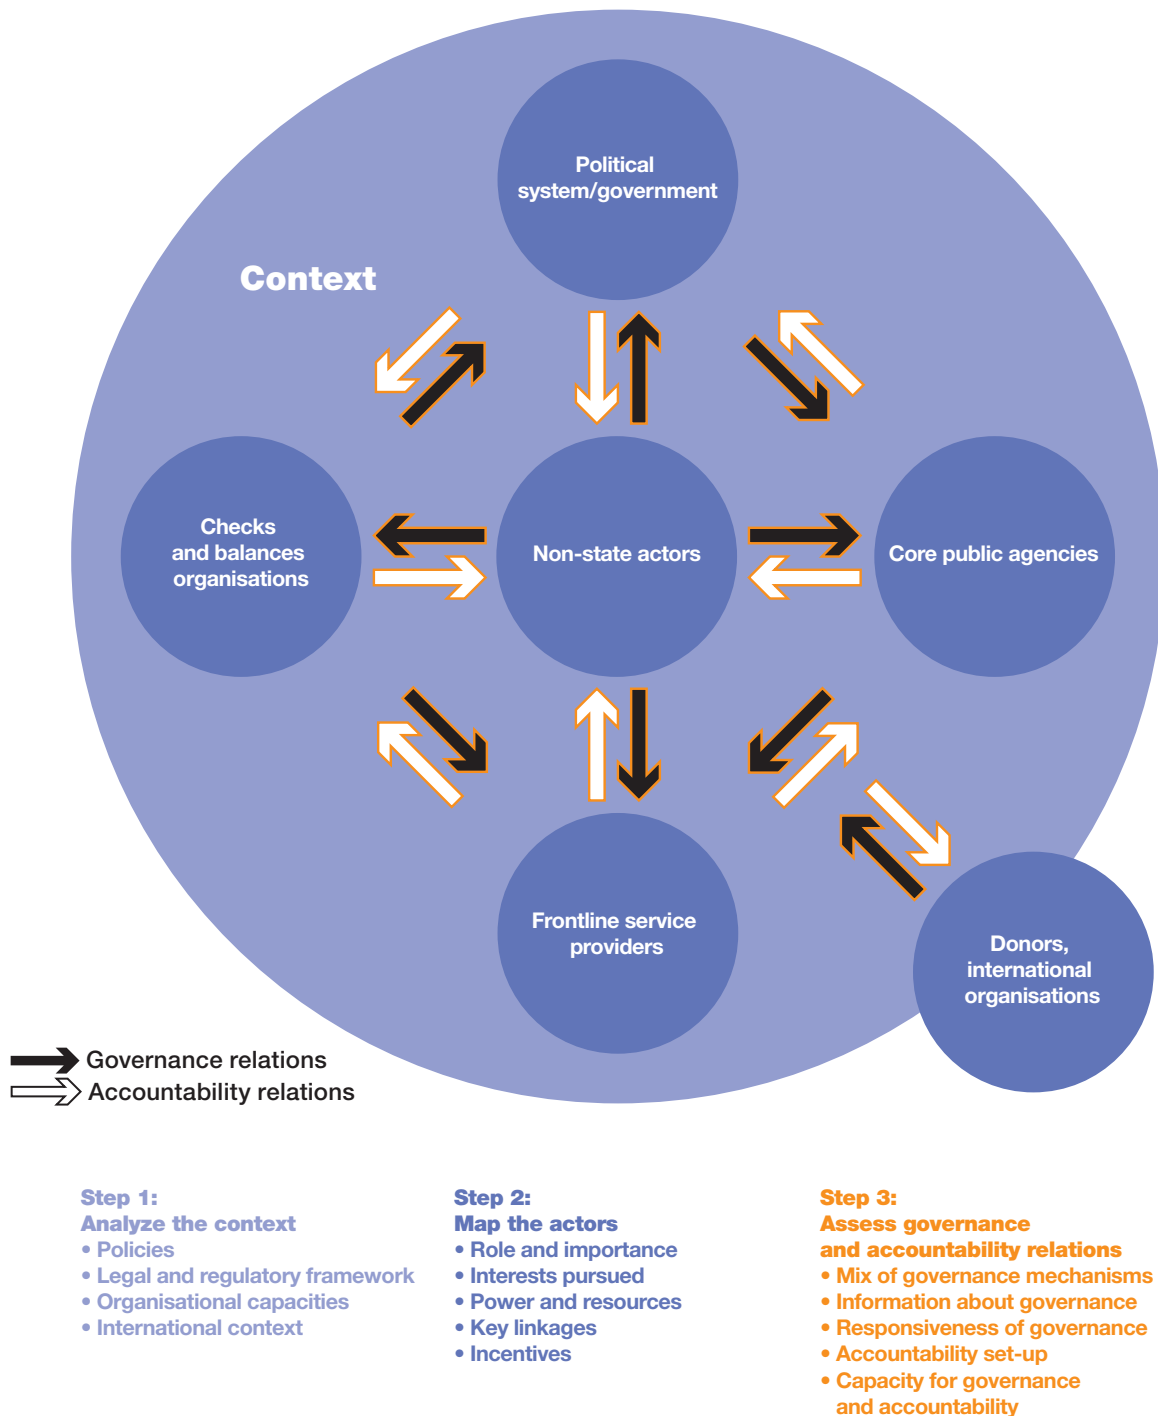 Political
system/government
Context
Checks
and balances
organisations
Non-state actors
Core public agencies
Frontline service
providers
Donors,
international
organisations
Governance relations
Accountability relations
Step 1:
Analyze the context
• Policies
• Legal and regulatory framework
• Organisational capacities
• International context
Step 2:
Map the actors
• Role and importance
• Interests pursued
• Power and resources
• Key linkages
• Incentives
Step 3:
Assess governance
and accountability relations
• Mix of governance mechanisms
• Information about governance
• Responsiveness of governance
• Accountability set-up
• Capacity for governance
and accountability